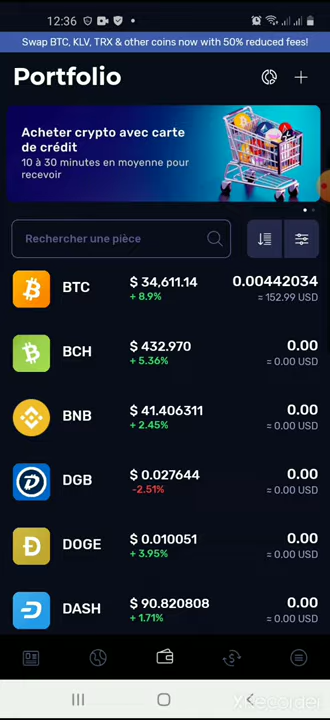 12:36
Swap BTC, KLV, TRX & other coins now with 50% reduced fees!
Portfolio
Acheter crypto avec carte
de crédit
10 à 30 minutes en moyenne pour
recevoir
Rechercher une pièce
BTC $ 34,611.14 0.00442034
+ 8.9% = 152.99 USD
BCH $ 432.970 0.00
+ 5.36% = 0.00 USD
BNB $ 41.406311 0.00
+ 2.45% = 0.00 USD
DGB $ 0.027644 0.00
-2.51% = 0.00 USD
DOGE $ 0.010051 0.00
+ 3.95% = 0.00 USD
DASH $ 90.820808 0.00
+ 1.71% = 0.00 USD
XRecorder